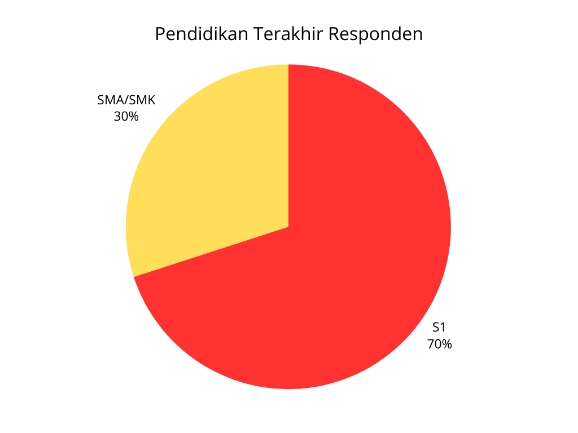 Pendidikan Terakhir Responden
SMA/SMK
30%
S1
70%